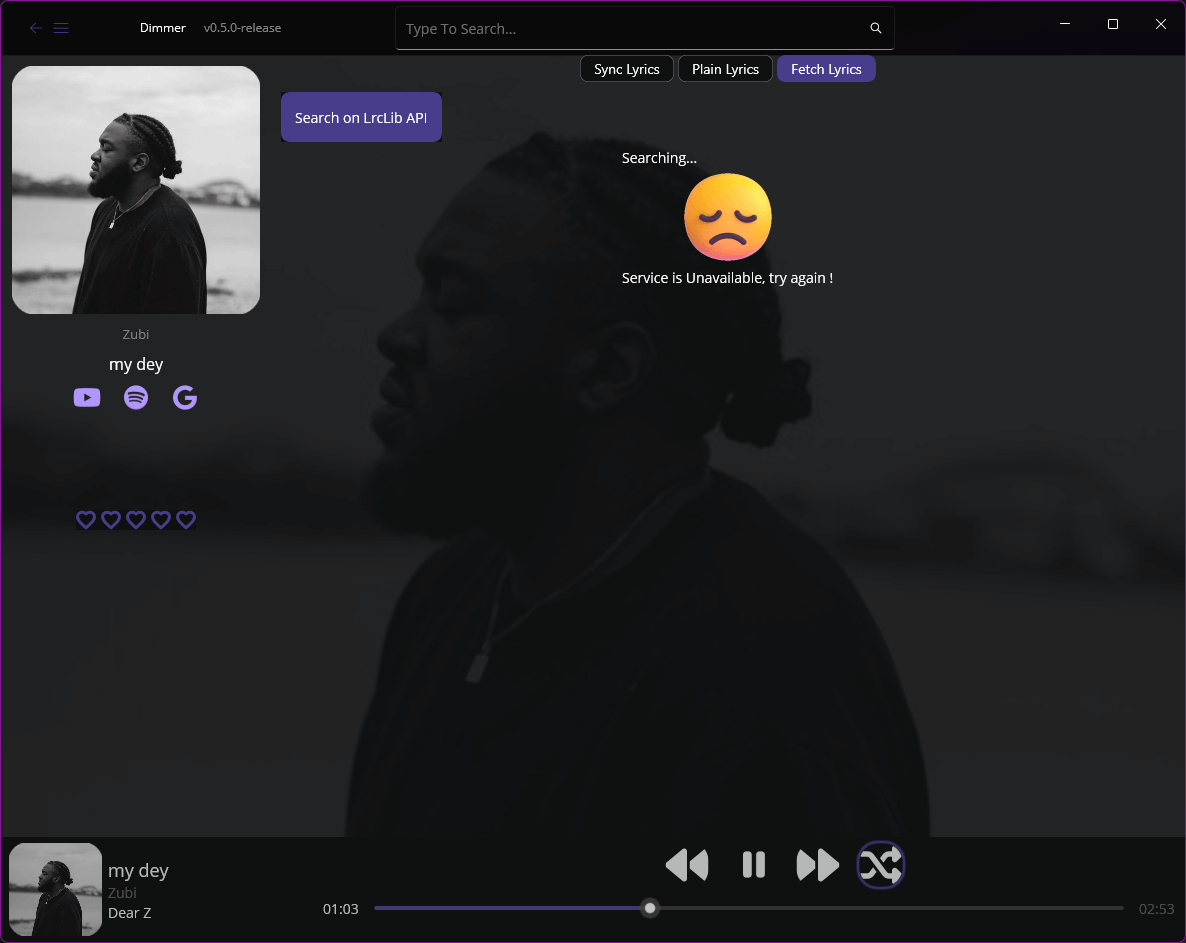 Dimmer v0.5.0-release
Type To Search...
Sync Lyrics Plain Lyrics Fetch Lyrics
Search on LrcLib API
Searching...
Service is Unavailable, try again !
Zubi
my dey
my dey
Zubi
Dear Z
01:03
02:53